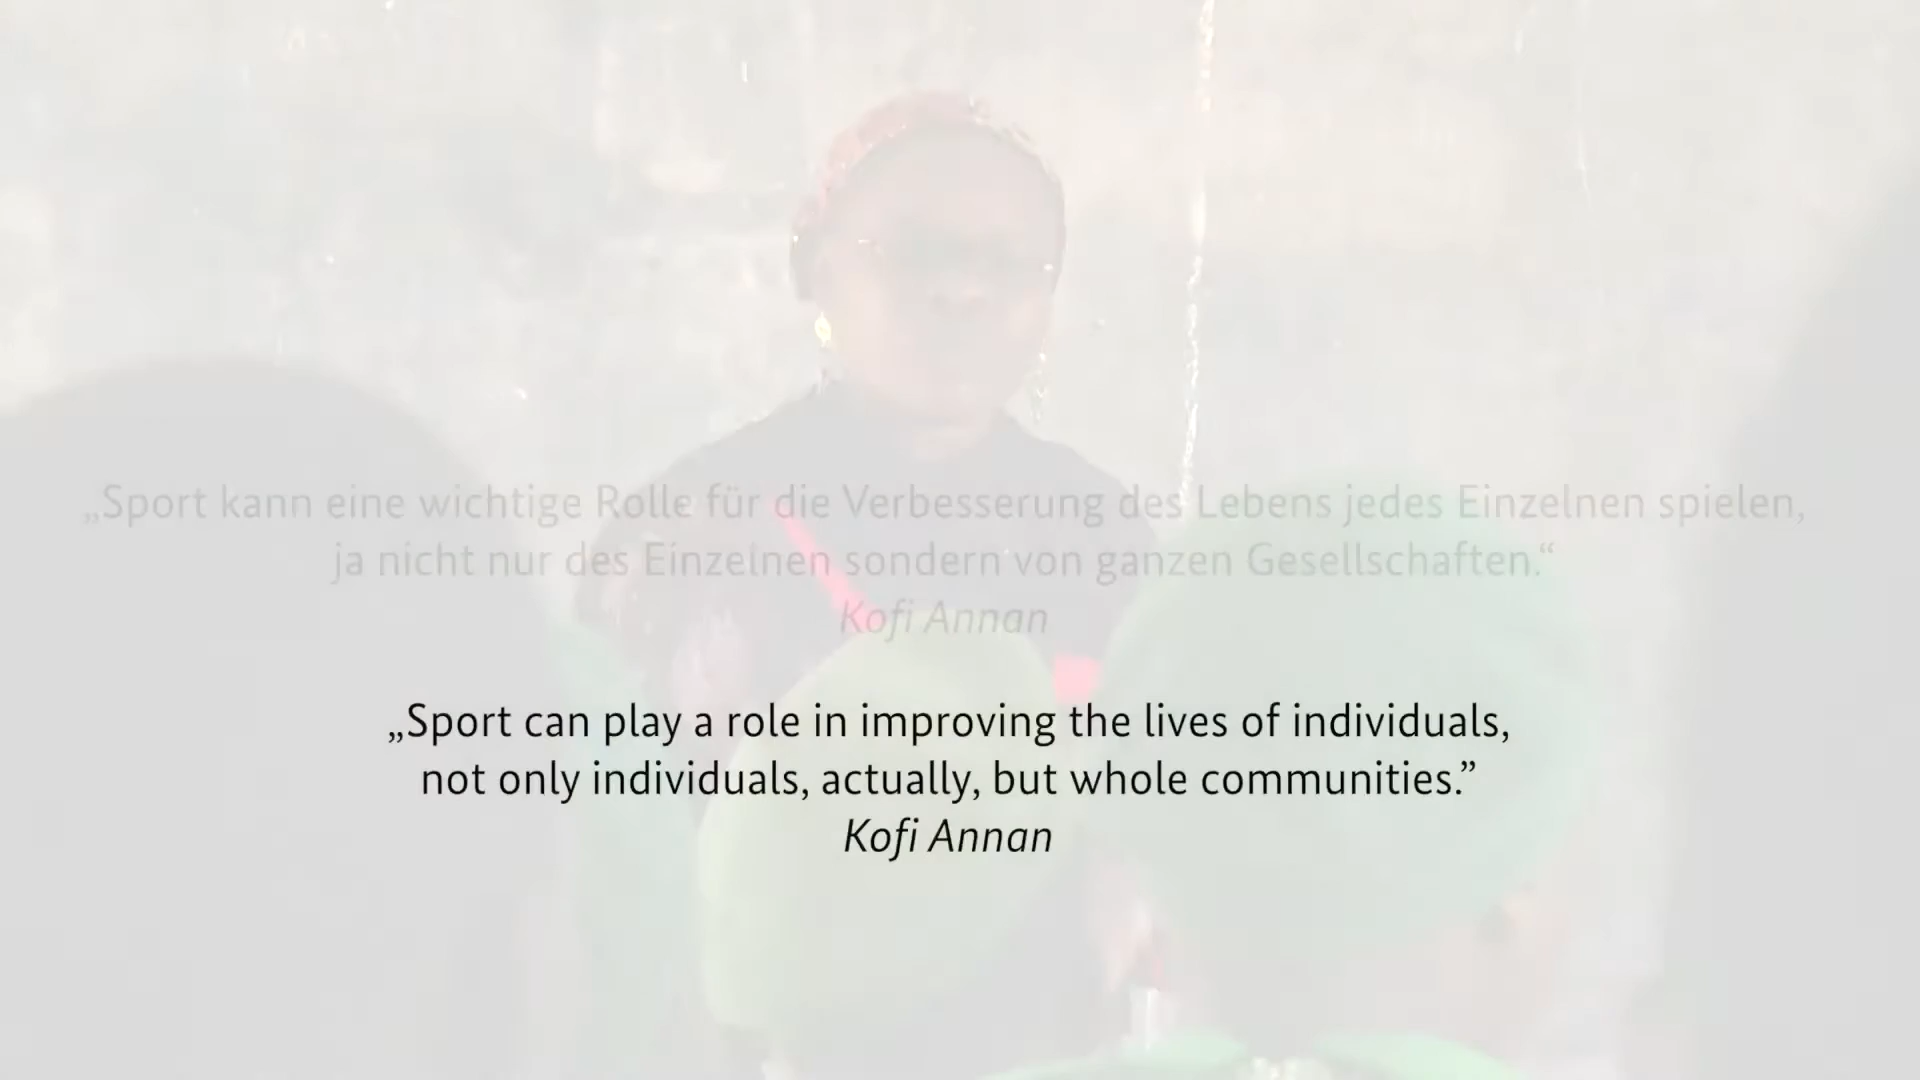 „Sport kann eine wichtige Rolle für die Verbesserung des Lebens jedes Einzelnen spielen,
ja nicht nur des Einzelnen sondern von ganzen Gesellschaften.“
Kofi Annan
„Sport can play a role in improving the lives of individuals,
not only individuals, actually, but whole communities.”
Kofi Annan